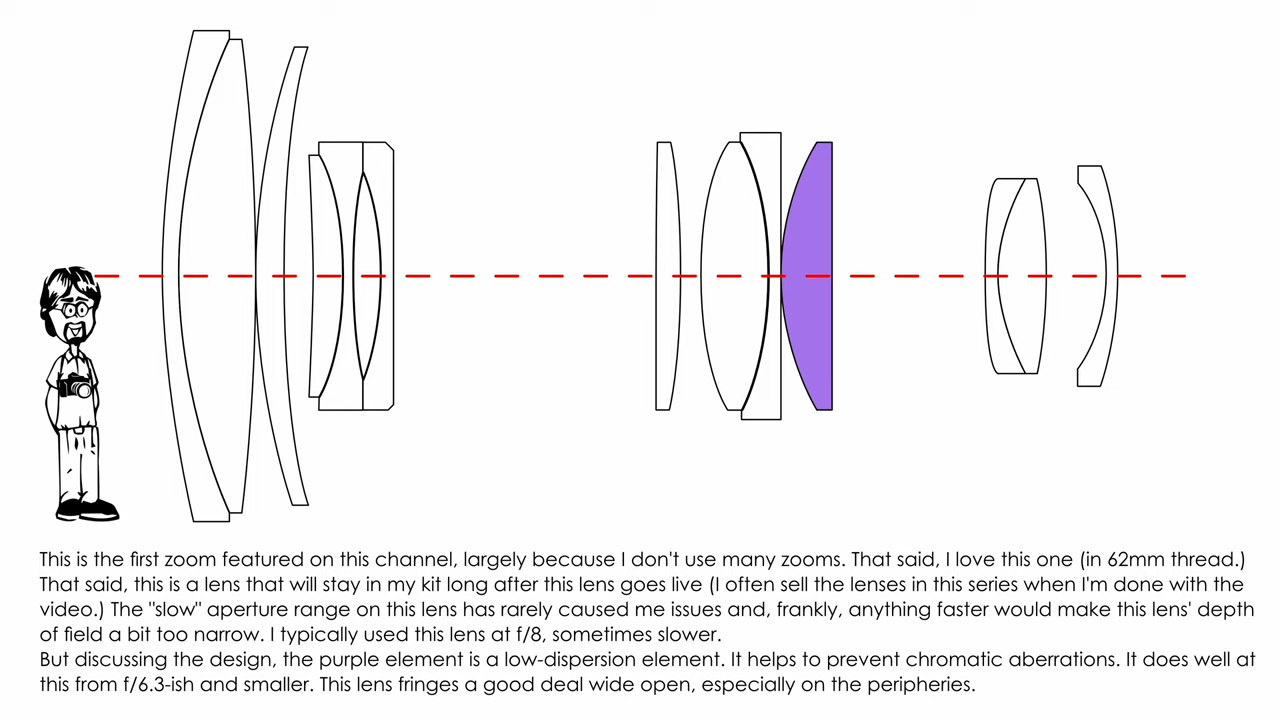 This is the first zoom featured on this channel, largely because I don't use many zooms. That said, I love this one (in 62mm thread.)
That said, this is a lens that will stay in my kit long after this lens goes live (I often sell the lenses in this series when I'm done with the
video.) The "slow" aperture range on this lens has rarely caused me issues and, frankly, anything faster would make this lens' depth
of field a bit too narrow. I typically used this lens at f/8, sometimes slower.
But discussing the design, the purple element is a low-dispersion element. It helps to prevent chromatic aberrations. It does well at
this from f/6.3-ish and smaller. This lens fringes a good deal wide open, especially on the peripheries.